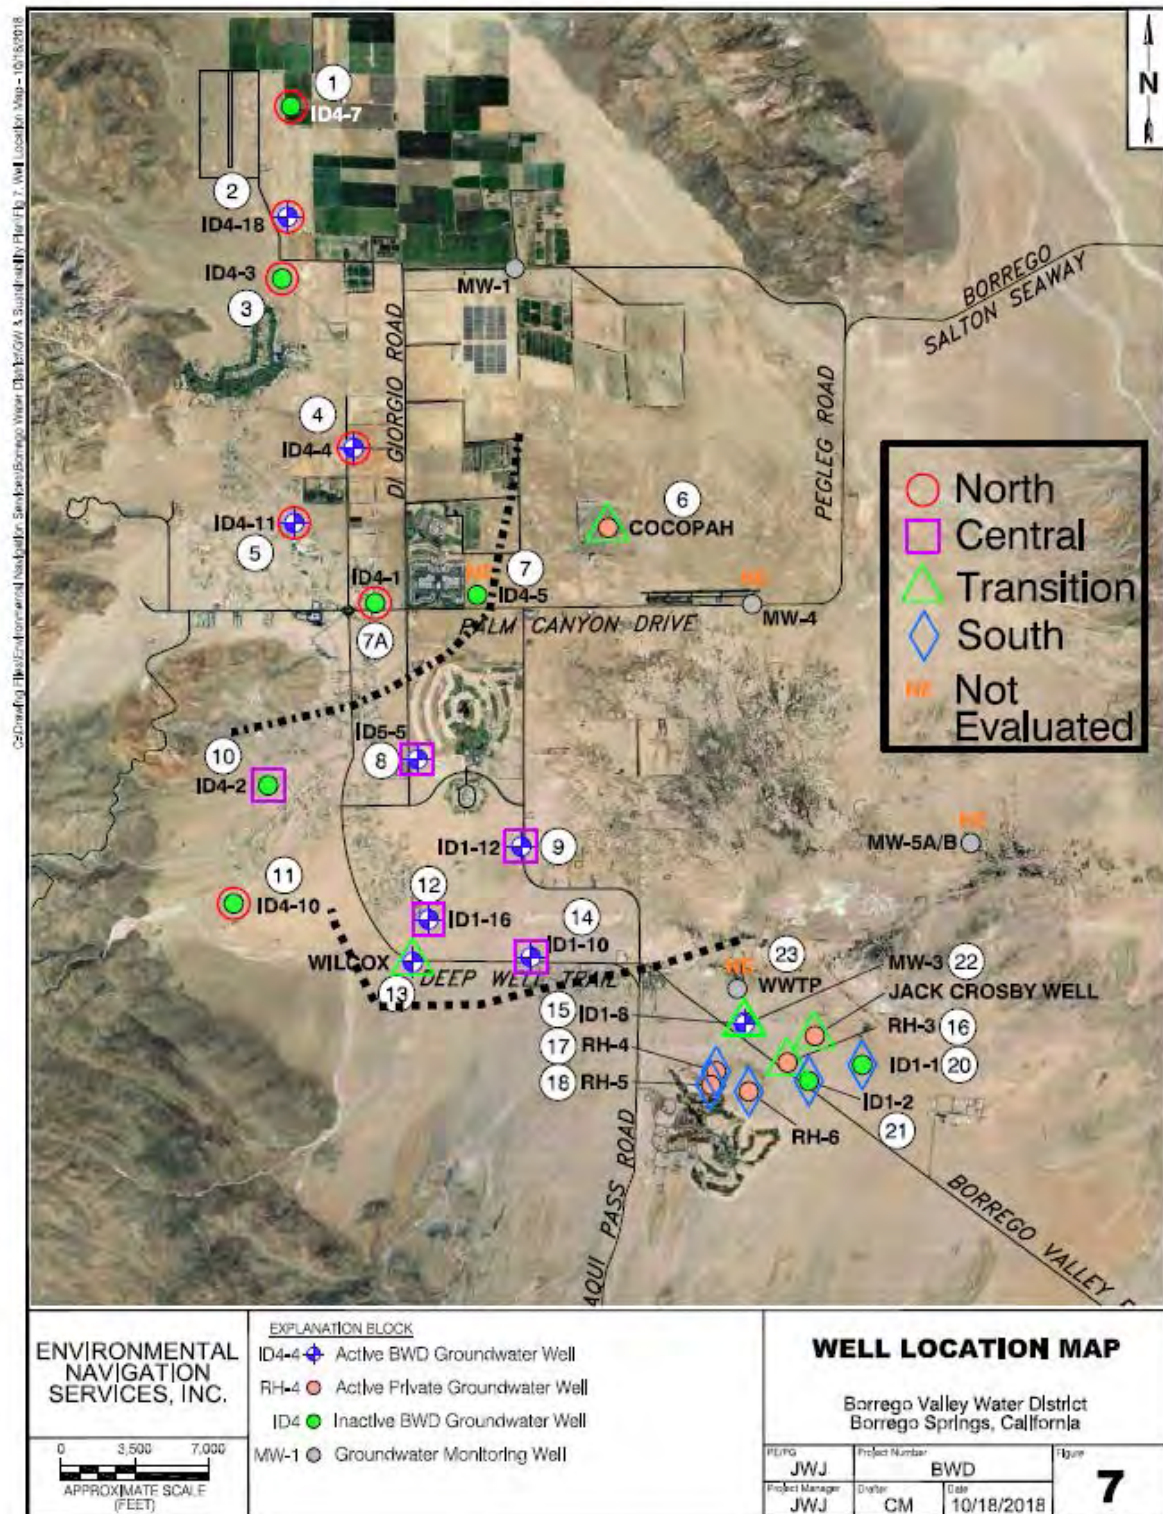 N
1
ID4-7
2
ID4-18
ID4-3
3
MW-1
BORREGO
SALTON SEAWAY
DI GIORGIO ROAD
PEGLEG ROAD
4
ID4-4
ID4-11
5
6
COCOPAH
North
Central
Transition
South
NE Not
Evaluated
ID4-1
7A
NE
7
ID4-5
NE
MW-4
PALM CANYON DRIVE
10
ID4-2
ID5-5
8
ID1-12
9
NE
MW-5A/B
11
ID4-10
12
ID1-16
14
ID1-10
WILCOX
13
DEEP WELL TRAIL
NE
23
WWTP
MW-3 22
JACK CROSBY WELL
15 ID1-8
RH-3 16
17 RH-4
ID1-1 20
18 RH-5
ID1-2
21
RH-6
AQUI PASS ROAD
BORREGO VALLEY
ENVIRONMENTAL
NAVIGATION
SERVICES, INC.
0 3,500 7,000
APPROXIMATE SCALE
(FEET)
EXPLANATION BLOCK
ID4-4 Active BWD Groundwater Well
RH-4 Active Private Groundwater Well
ID4 Inactive BWD Groundwater Well
MW-1 Groundwater Monitoring Well
WELL LOCATION MAP
Borrego Valley Water District
Borrego Springs, California
PE/PG
JWJ
Project Number
BWD
Figure
7
Project Manager
JWJ
Drafter
CM
Date
10/18/2018